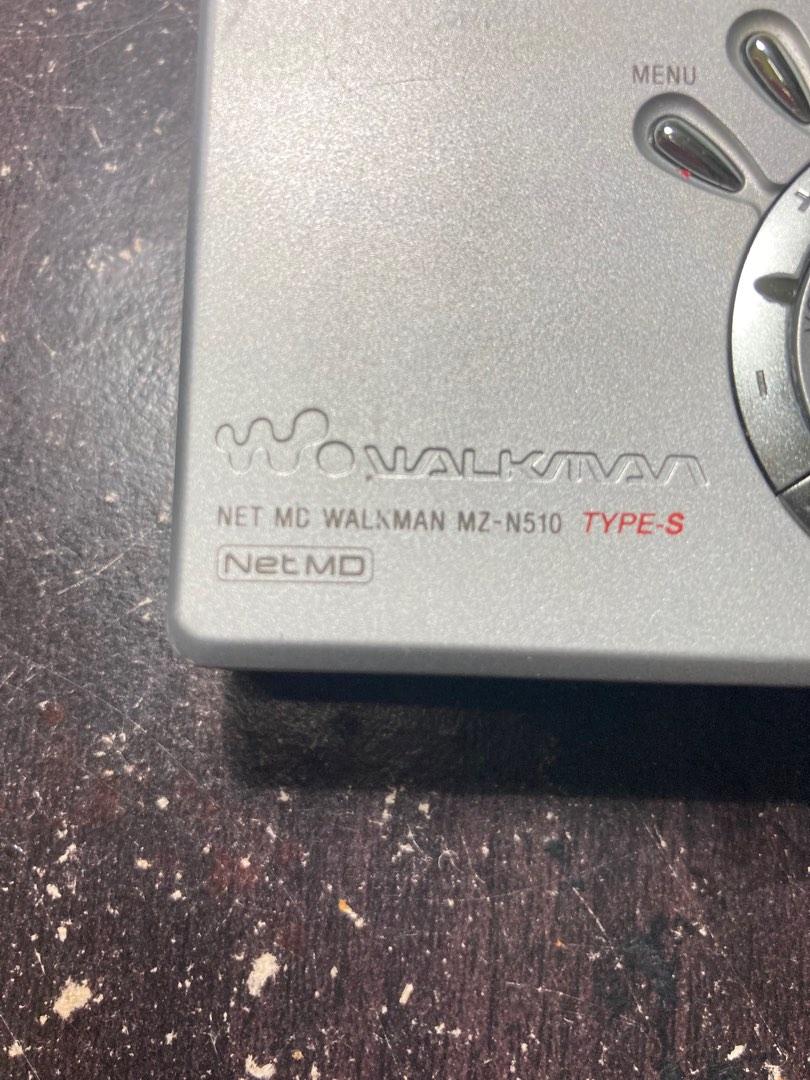 MENU
+
-
WALKMAN
NET MD WALKMAN MZ-N510 TYPE-S
NetMD